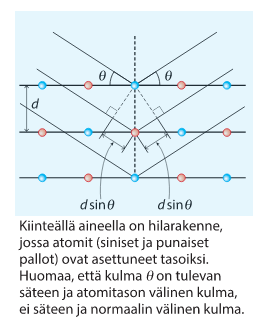 θ θ
d
d sin θ d sin θ
Kiinteällä aineella on hilarakenne,
jossa atomit (siniset ja punaiset
pallot) ovat asettuneet tasoiksi.
Huomaa, että kulma θ on tulevan
säteen ja atomitason välinen kulma,
ei säteen ja normaalin välinen kulma.